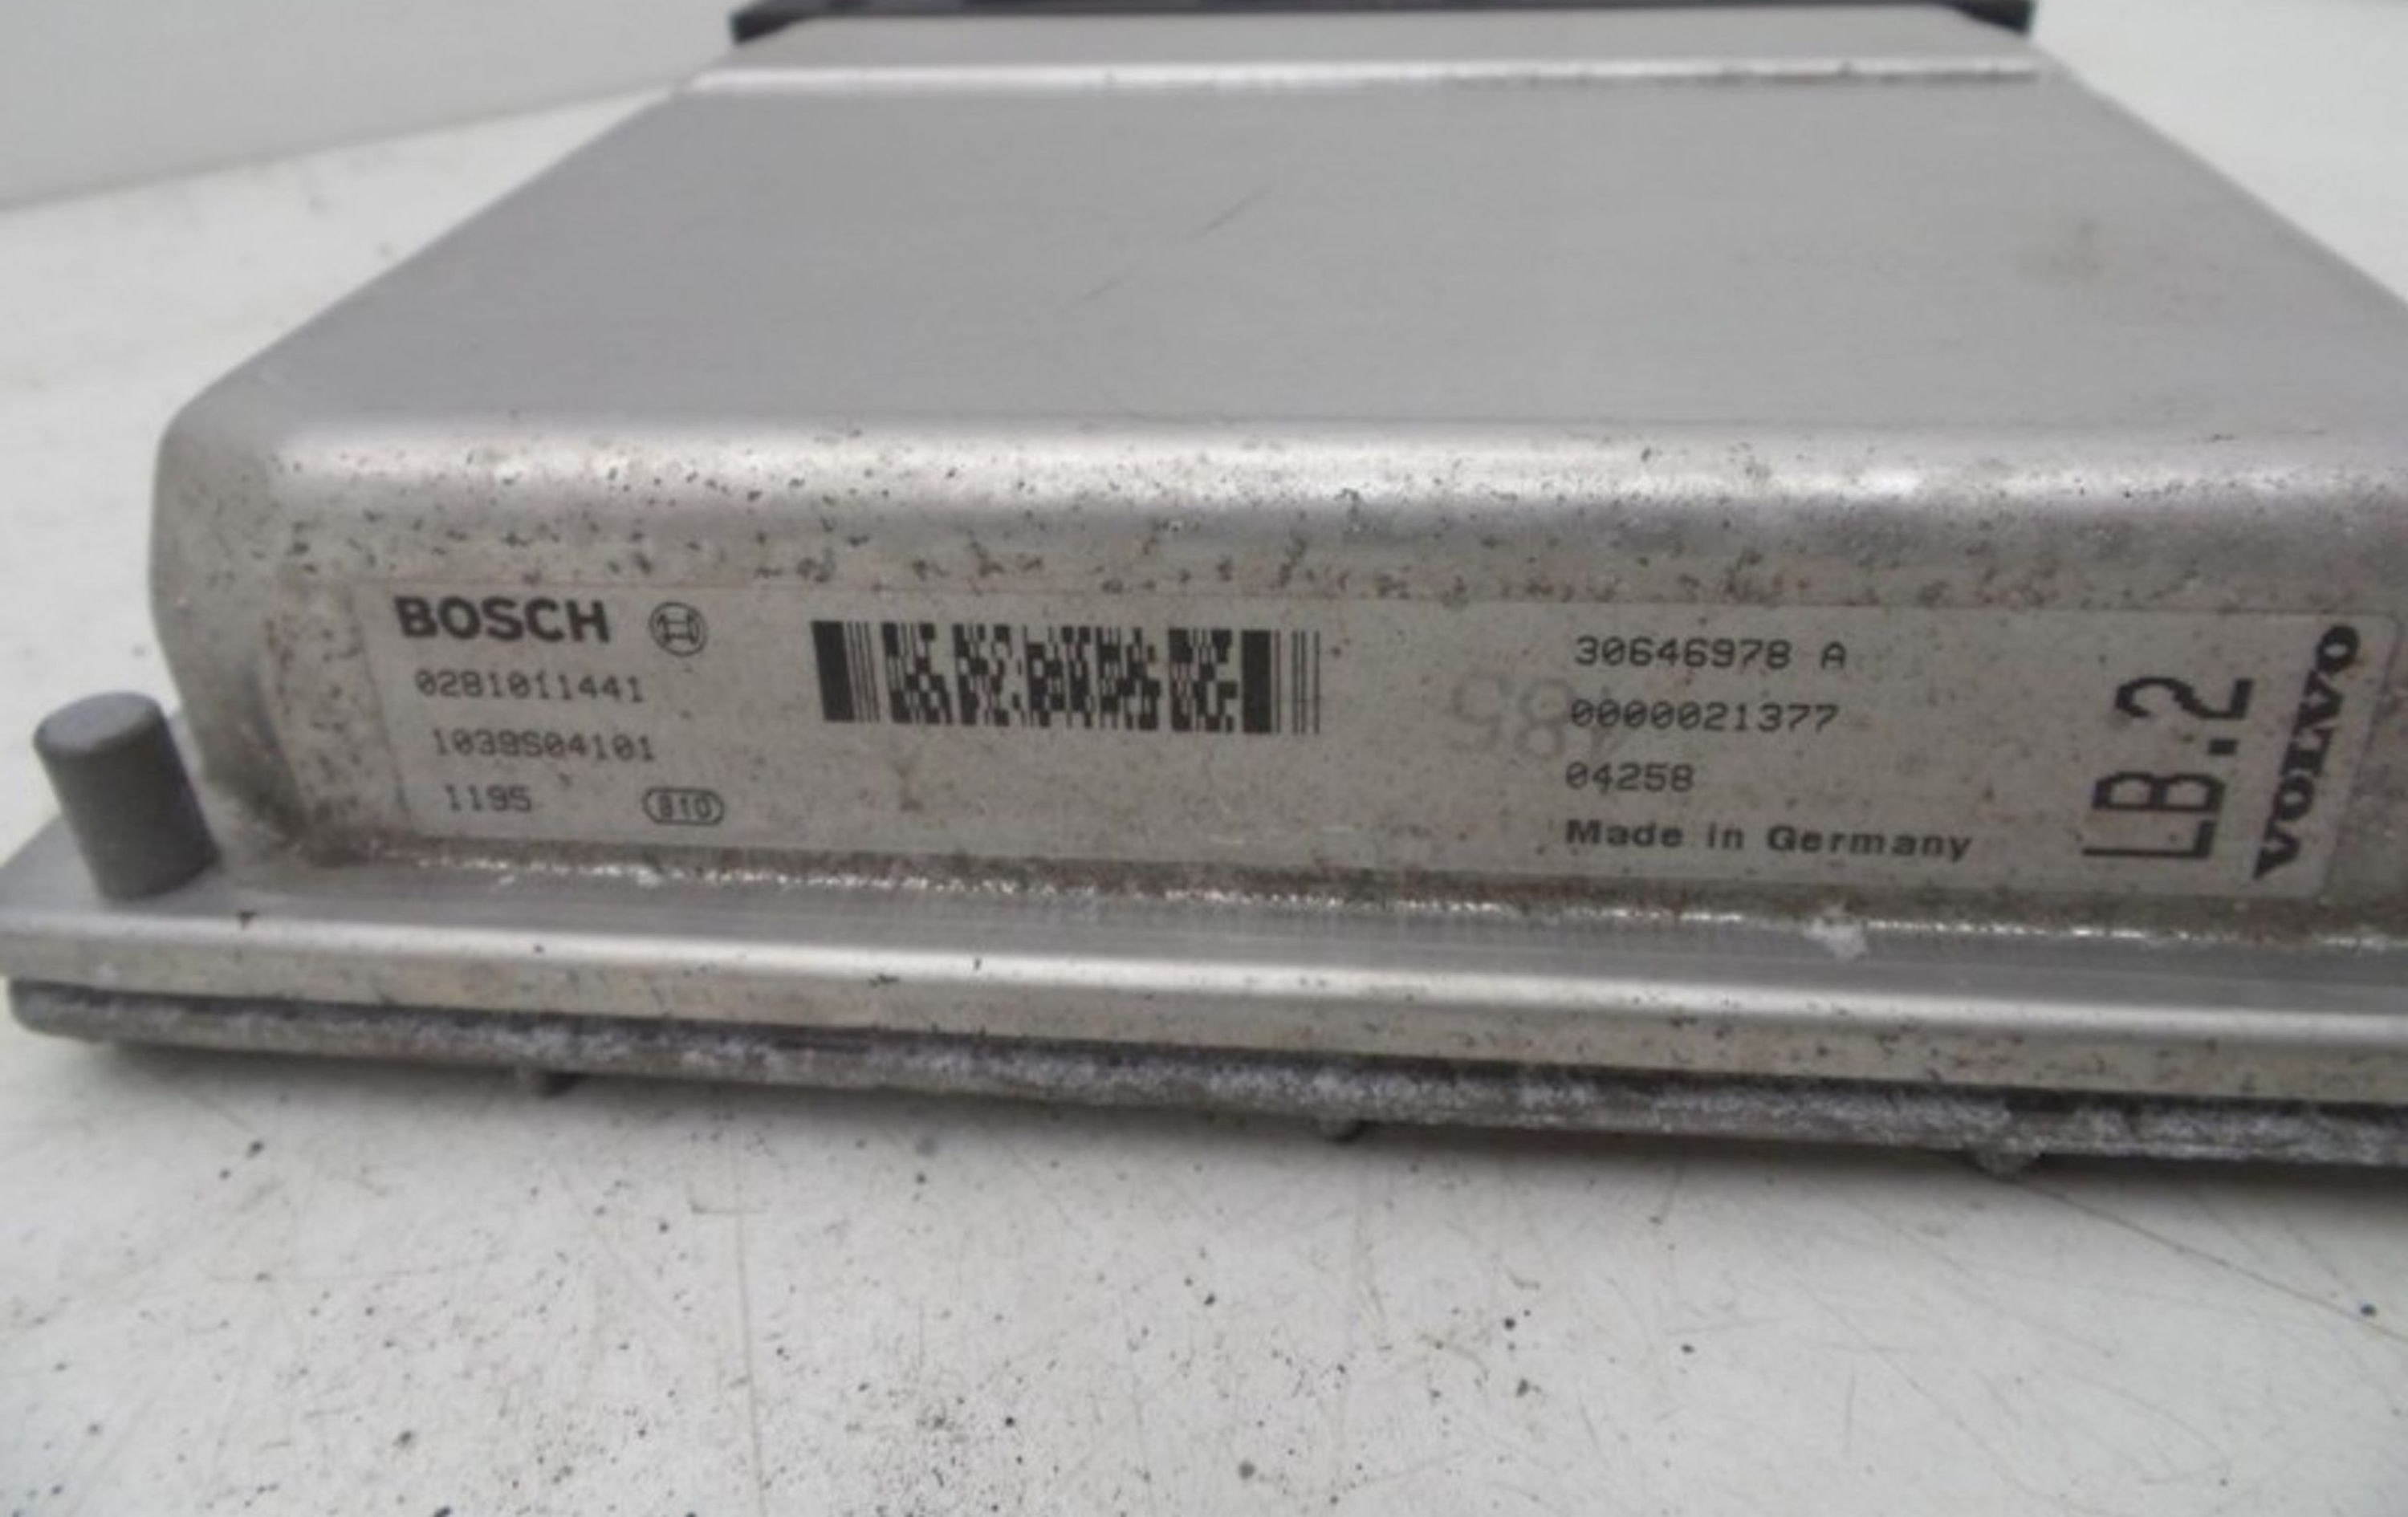 BOSCH
0281011441
1039S04101
1195
810
30646978 A
0000021377
04258
Made in Germany
LB.2
VOLVO